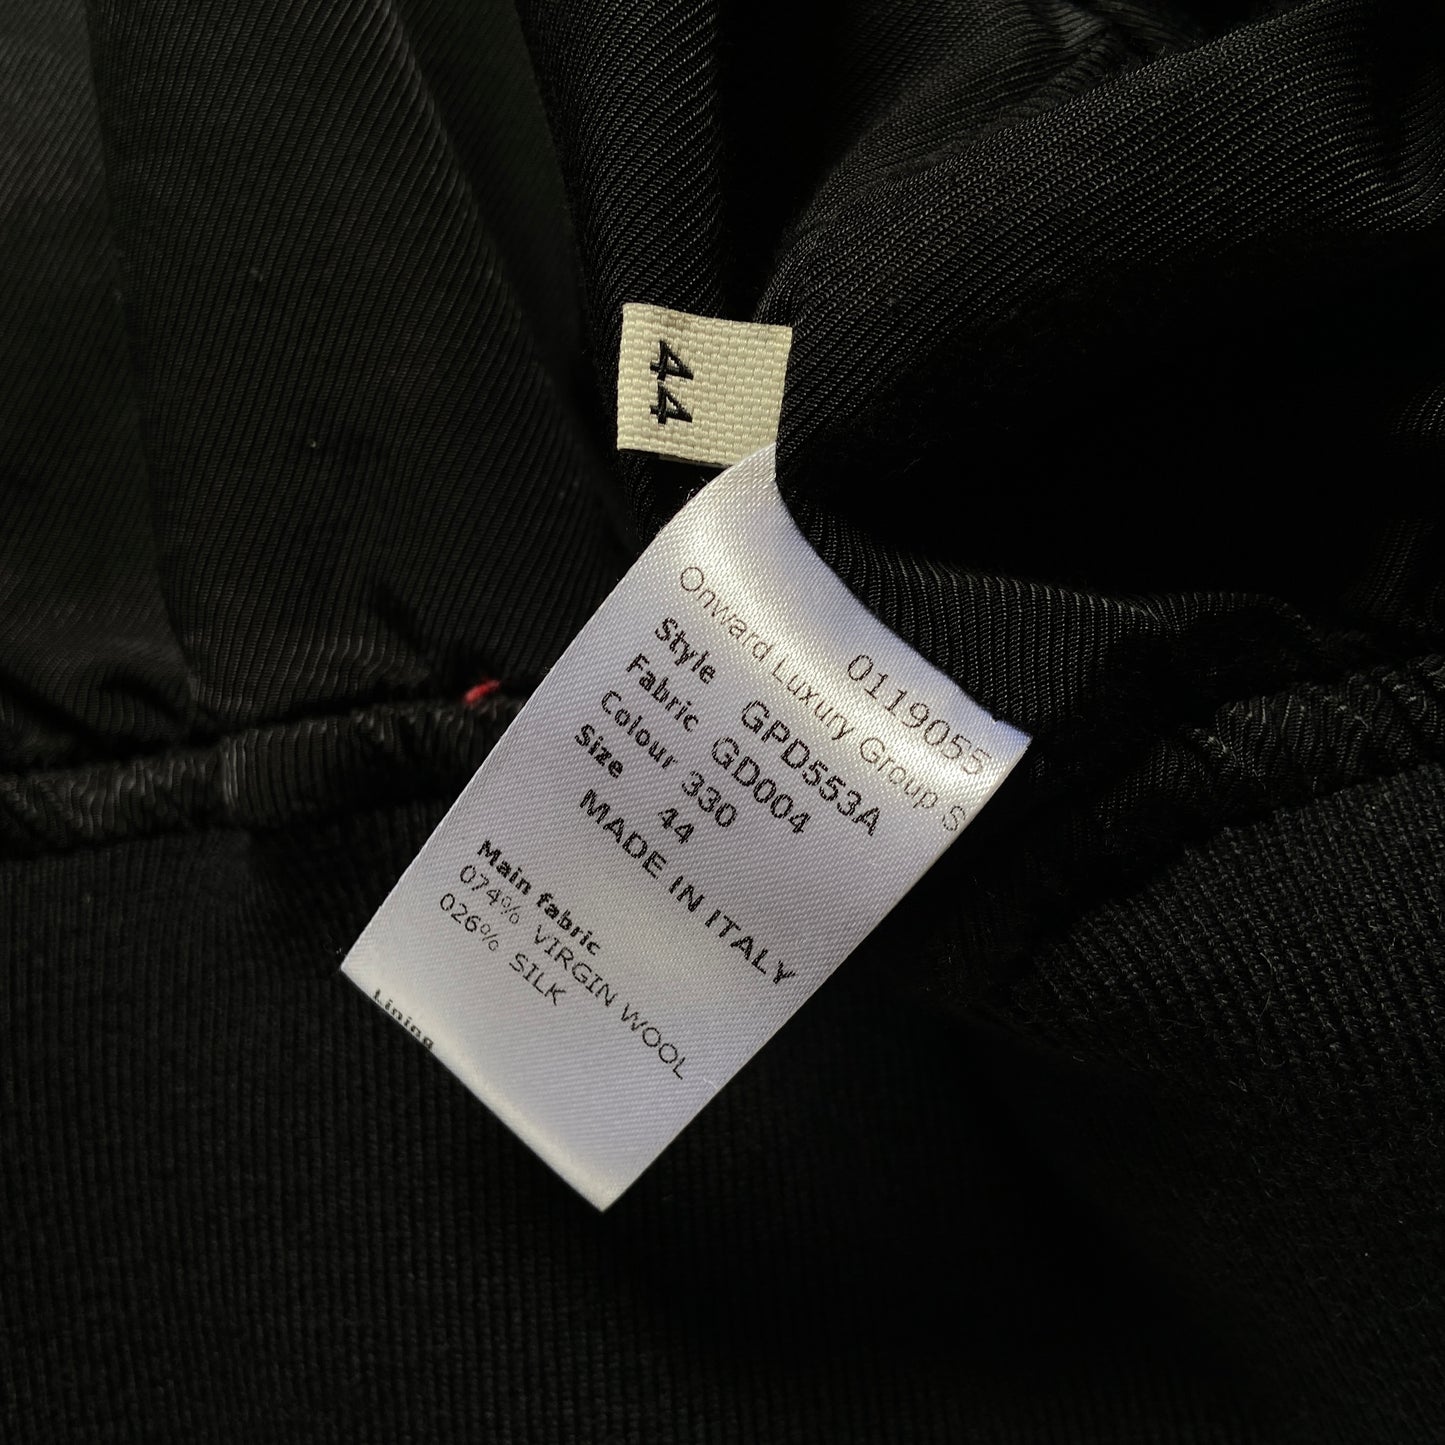 44
0119055
Onward Luxury Group S
Style GPD553A
Fabric GD004
Colour 330
Size 44
MADE IN ITALY
Main fabric
074% VIRGIN WOOL
026% SILK
Lining